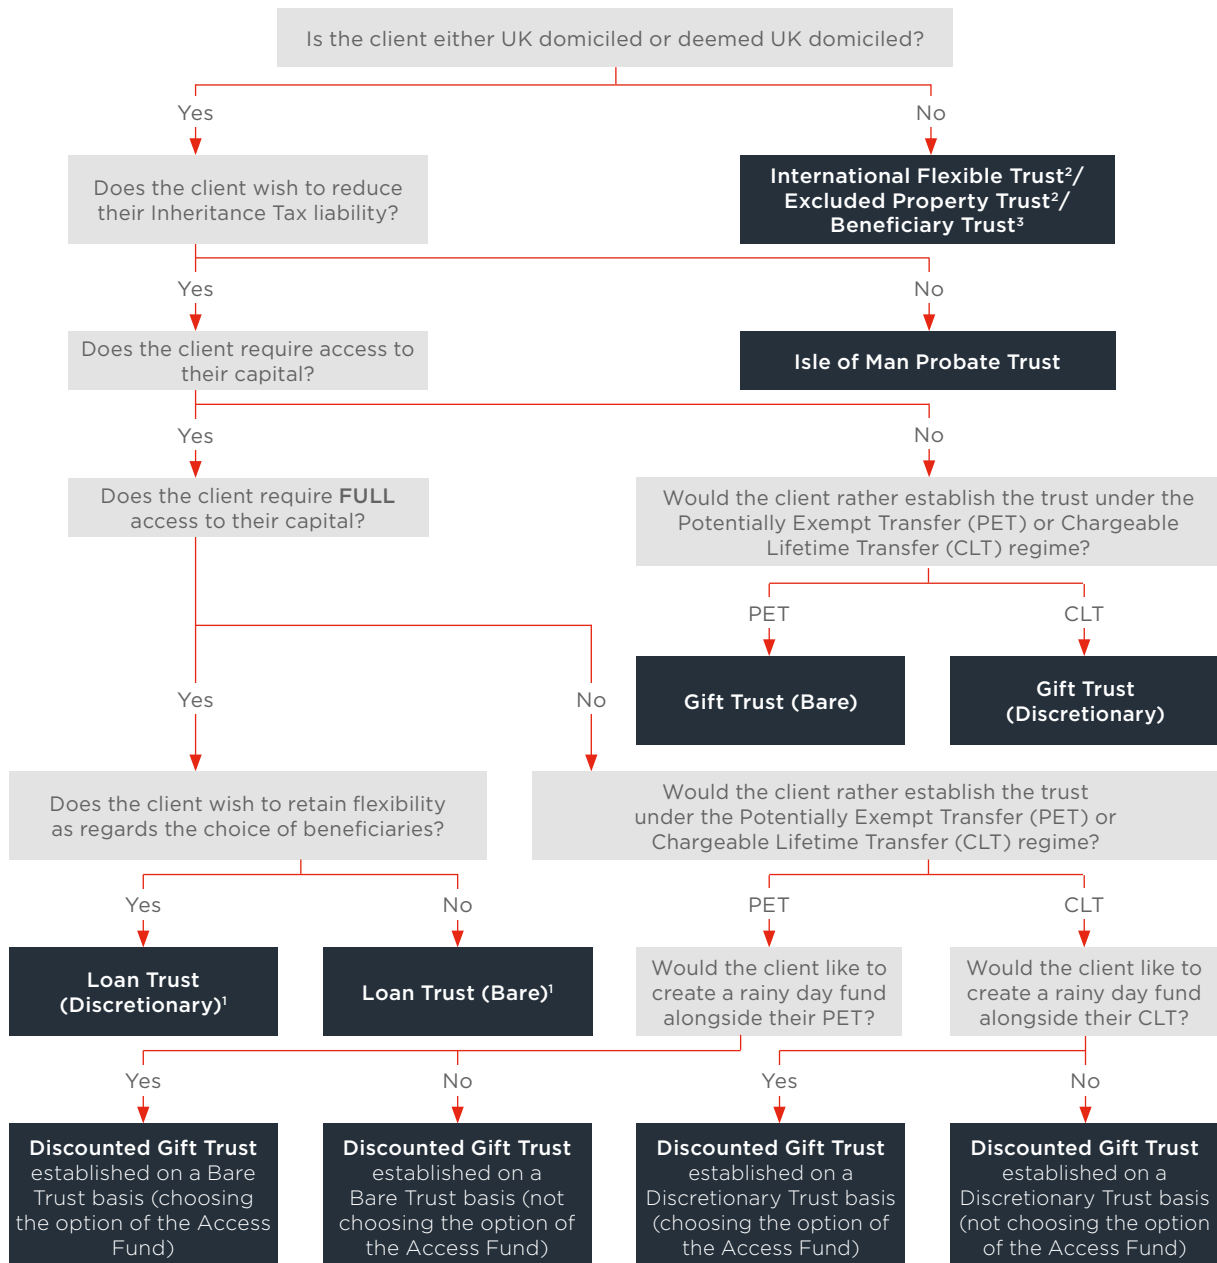 Is the client either UK domiciled or deemed UK domiciled?
Yes
No
Does the client wish to reduce
their Inheritance Tax liability?
International Flexible Trust²/
Excluded Property Trust²/
Beneficiary Trust³
Yes
No
Does the client require access to
their capital?
Isle of Man Probate Trust
Yes
No
Does the client require FULL
access to their capital?
Would the client rather establish the trust under the
Potentially Exempt Transfer (PET) or Chargeable
Lifetime Transfer (CLT) regime?
PET
CLT
Gift Trust (Bare)
Gift Trust
(Discretionary)
Yes
No
Does the client wish to retain flexibility
as regards the choice of beneficiaries?
Would the client rather establish the trust
under the Potentially Exempt Transfer (PET) or
Chargeable Lifetime Transfer (CLT) regime?
Yes
No
PET
CLT
Loan Trust
(Discretionary)¹
Loan Trust (Bare)¹
Would the client like to
create a rainy day fund
alongside their PET?
Would the client like to
create a rainy day fund
alongside their CLT?
Yes
No
Yes
No
Discounted Gift Trust
established on a Bare
Trust basis (choosing
the option of the Access
Fund)
Discounted Gift Trust
established on a
Bare Trust basis (not
choosing the option of
the Access Fund)
Discounted Gift Trust
established on a
Discretionary Trust basis
(choosing the option of
the Access Fund)
Discounted Gift Trust
established on a
Discretionary Trust basis
(not choosing the option
of the Access Fund)